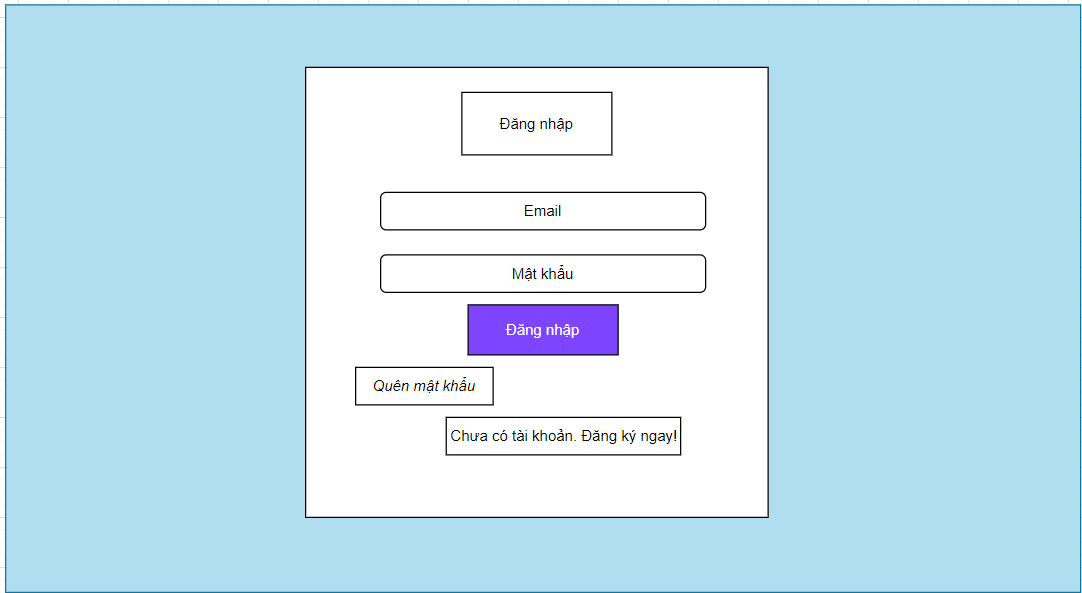 Đăng nhập
Email
Mật khẩu
Đăng nhập
Quên mật khẩu
Chưa có tài khoản. Đăng ký ngay!